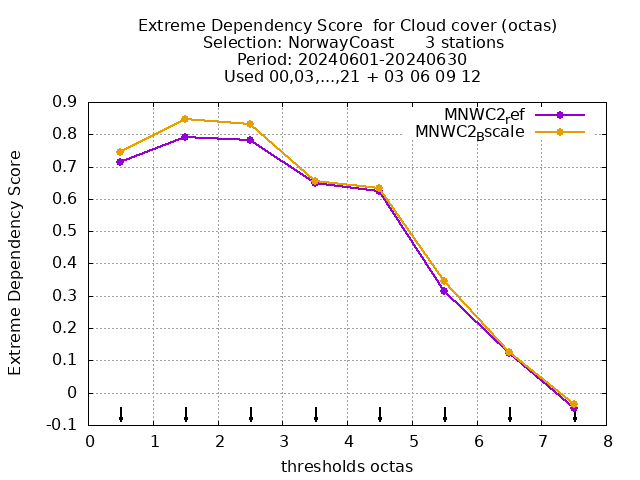 Extreme Dependency Score  for Cloud cover (octas)
Selection: NorwayCoast      3 stations
Period: 20240601-20240630
Used 00,03,...,21 + 03 06 09 12
Extreme Dependency Score
0.9
0.8
0.7
0.6
0.5
0.4
0.3
0.2
0.1
0
-0.1
MNWC2ref
MNWC2Bscale
0 1 2 3 4 5 6 7 8
thresholds octas